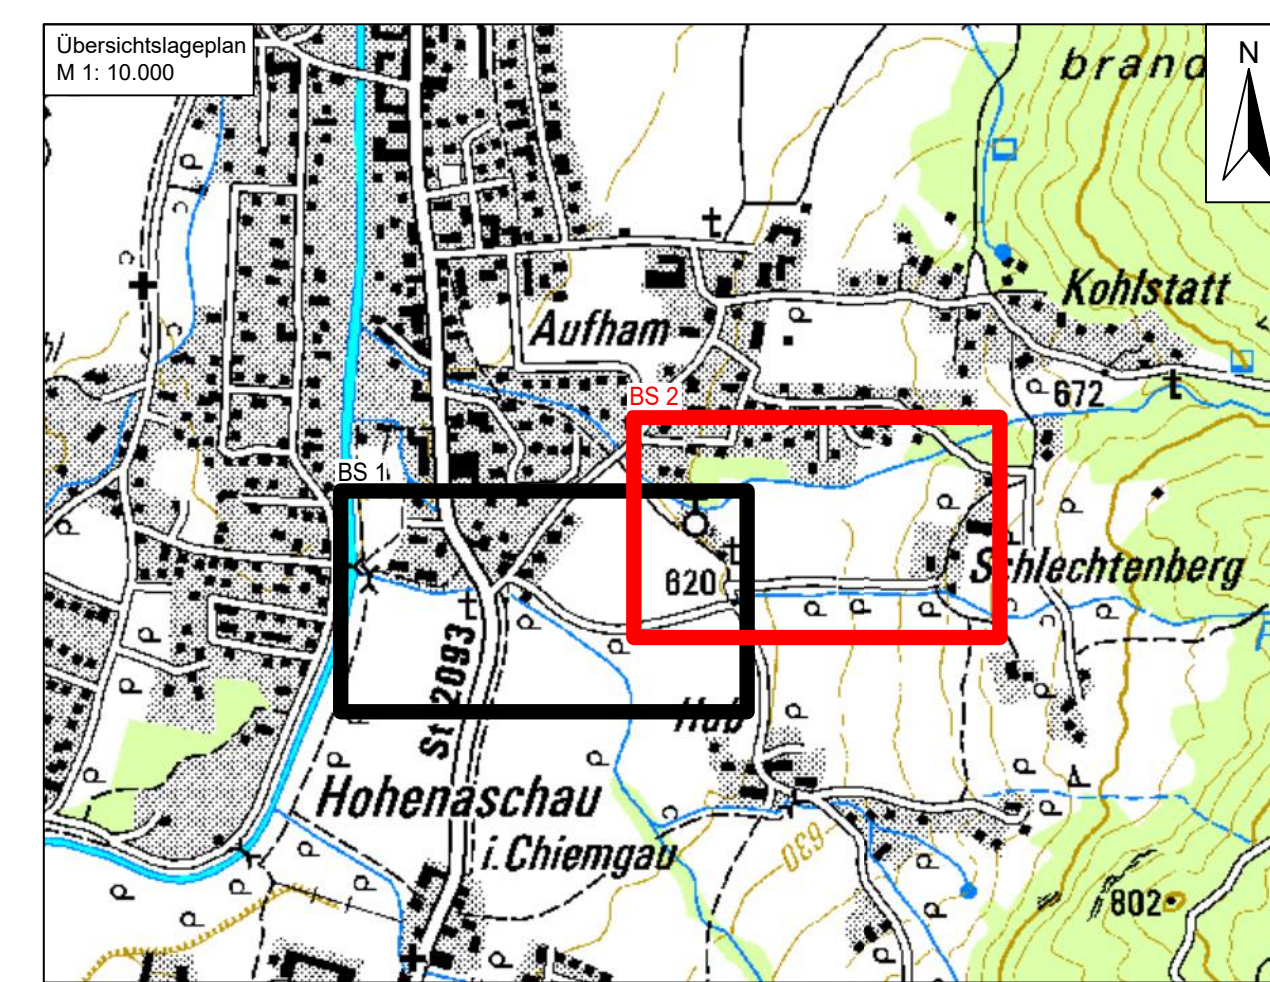 Übersichtslageplan
M 1: 10.000
N
brand
Kohlstatt
Aufham
672
BS 2
BS 1
620
Schlechtenberg
St 2093
Hub
Hohenaschau
i.Chiemgau
630
802